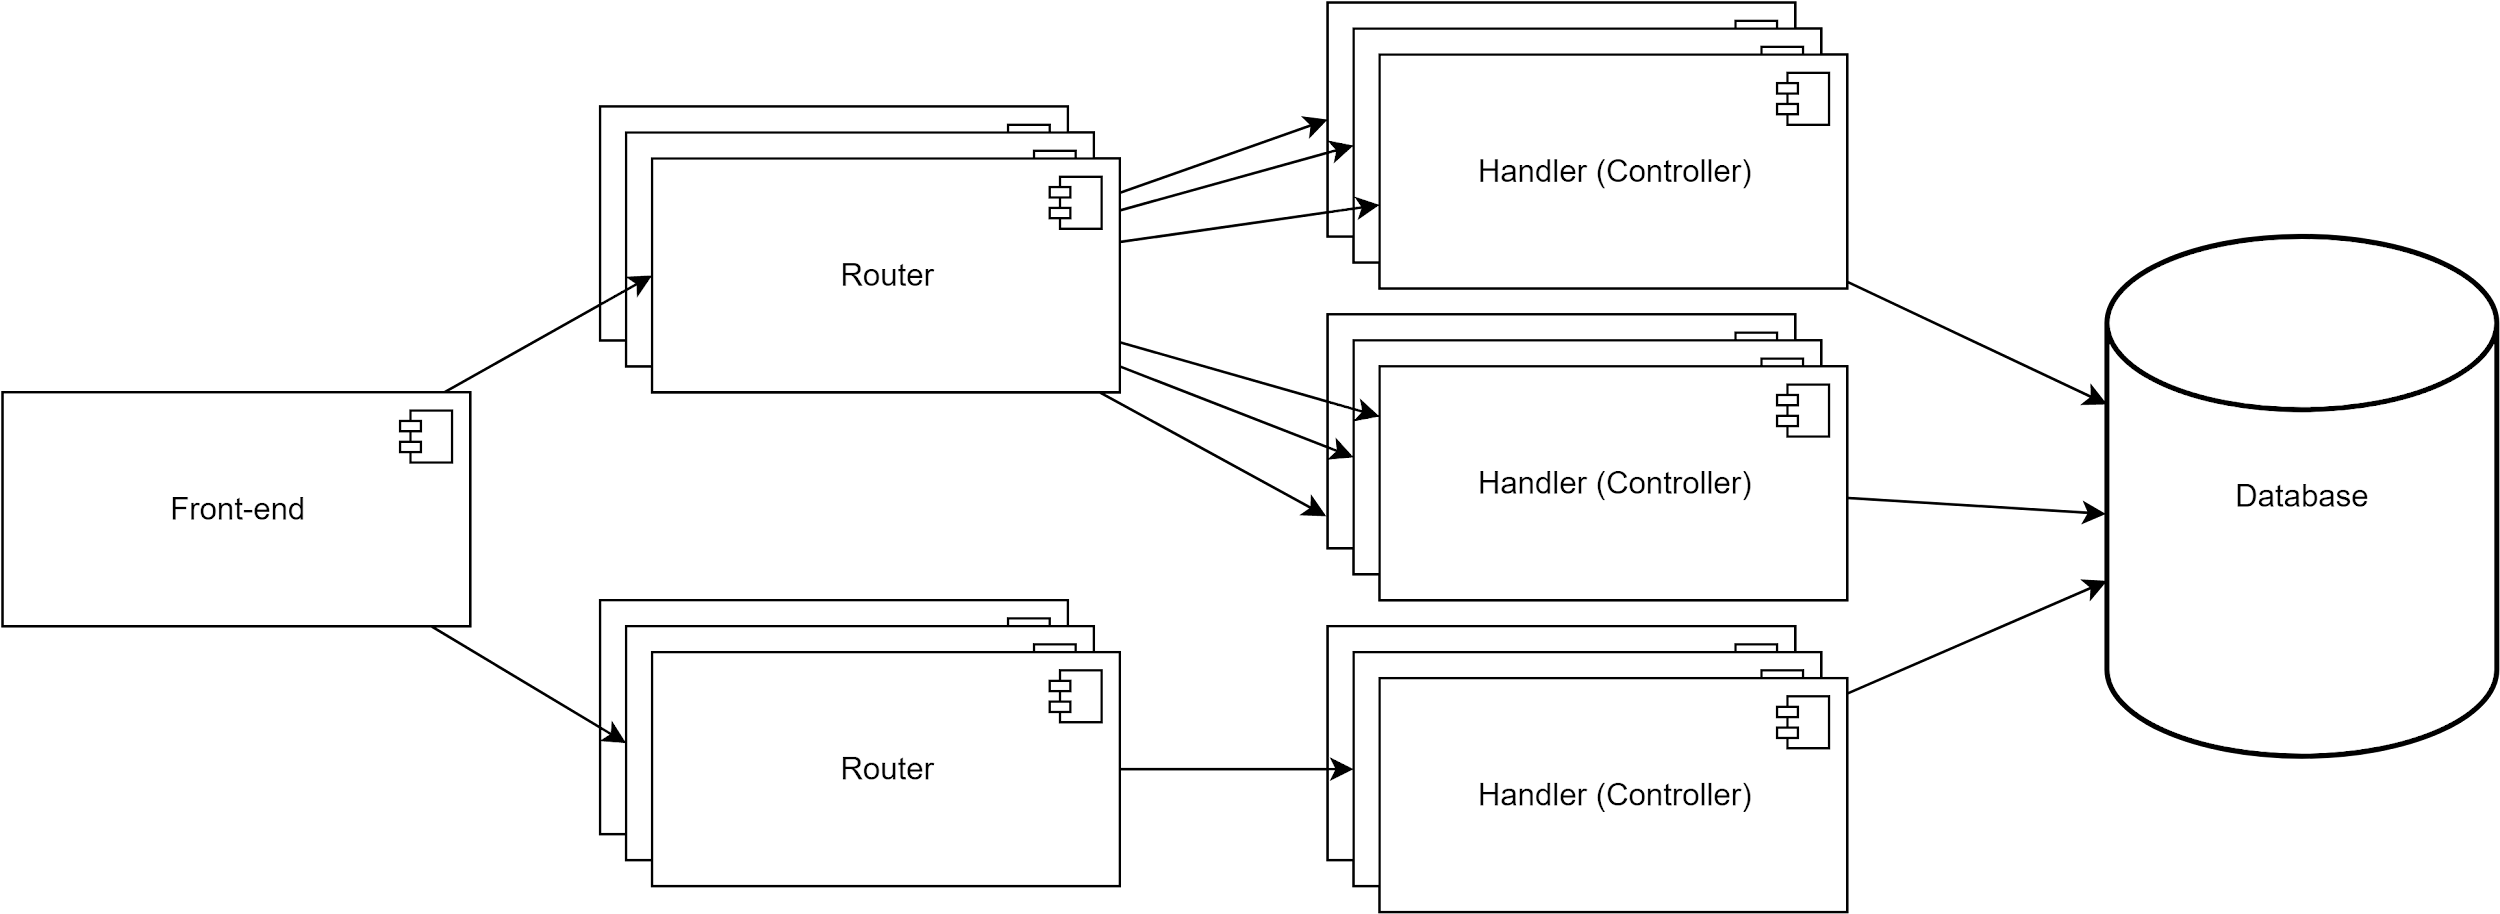 Handler (Controller)
Router
Handler (Controller)
Front-end
Database
Router
Handler (Controller)